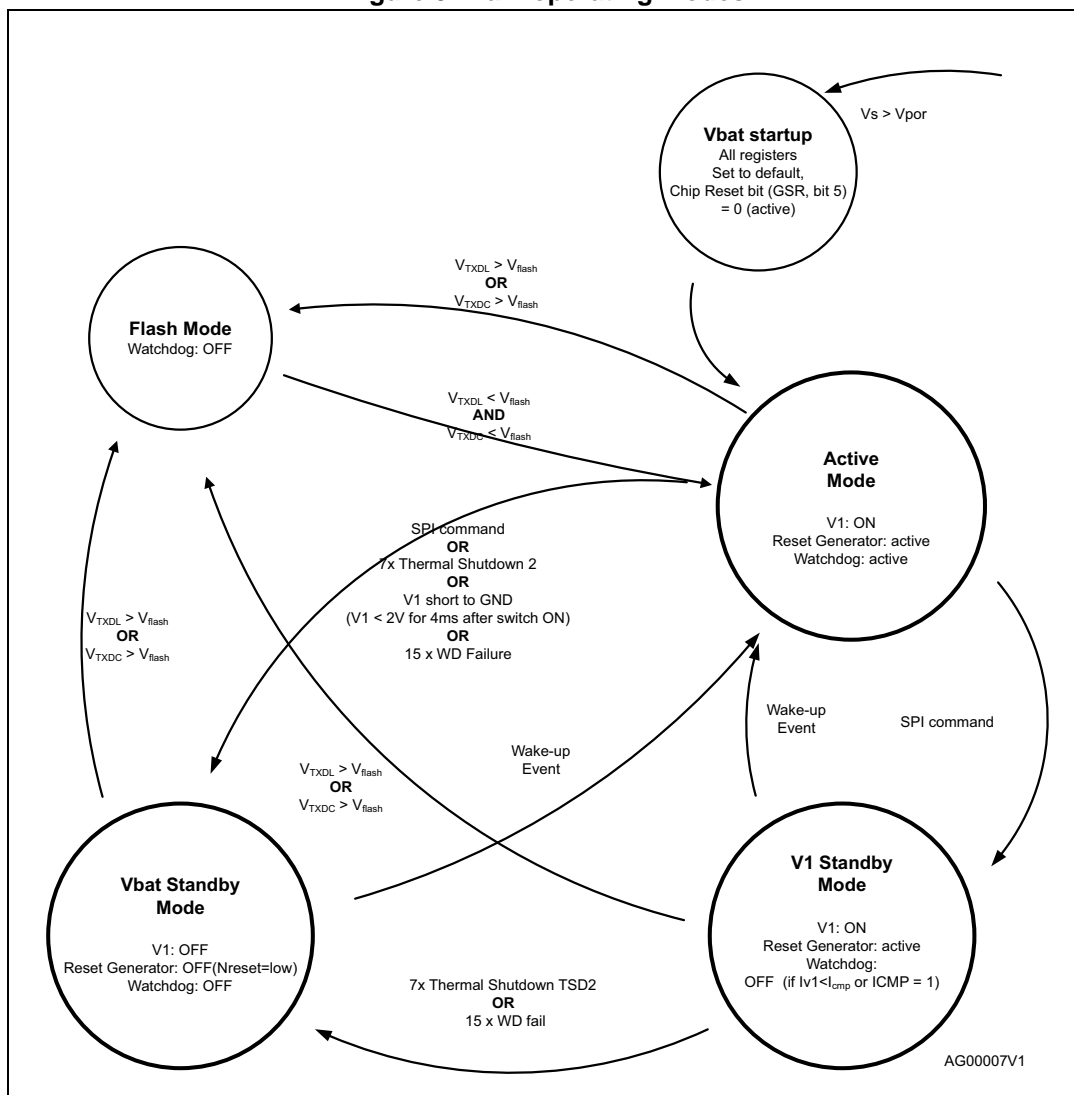 Vs > Vpor
Vbat startup
All registers
Set to default,
Chip Reset bit (GSR, bit 5)
= 0 (active)
VTXDL > Vflash
OR
VTXDC > Vflash
Flash Mode
Watchdog: OFF
VTXDL < Vflash
AND
VTXDC < Vflash
Active
Mode
V1: ON
Reset Generator: active
Watchdog: active
SPI command
OR
7x Thermal Shutdown 2
OR
V1 short to GND
(V1 < 2V for 4ms after switch ON)
OR
15 x WD Failure
VTXDL > Vflash
OR
VTXDC > Vflash
Wake-up
Event
SPI command
Wake-up
Event
VTXDL > Vflash
OR
VTXDC > Vflash
Vbat Standby
Mode
V1: OFF
Reset Generator: OFF(Nreset=low)
Watchdog: OFF
V1 Standby
Mode
V1: ON
Reset Generator: active
Watchdog:
OFF (if Iv1<Icmp or ICMP = 1)
7x Thermal Shutdown TSD2
OR
15 x WD fail
AG00007V1